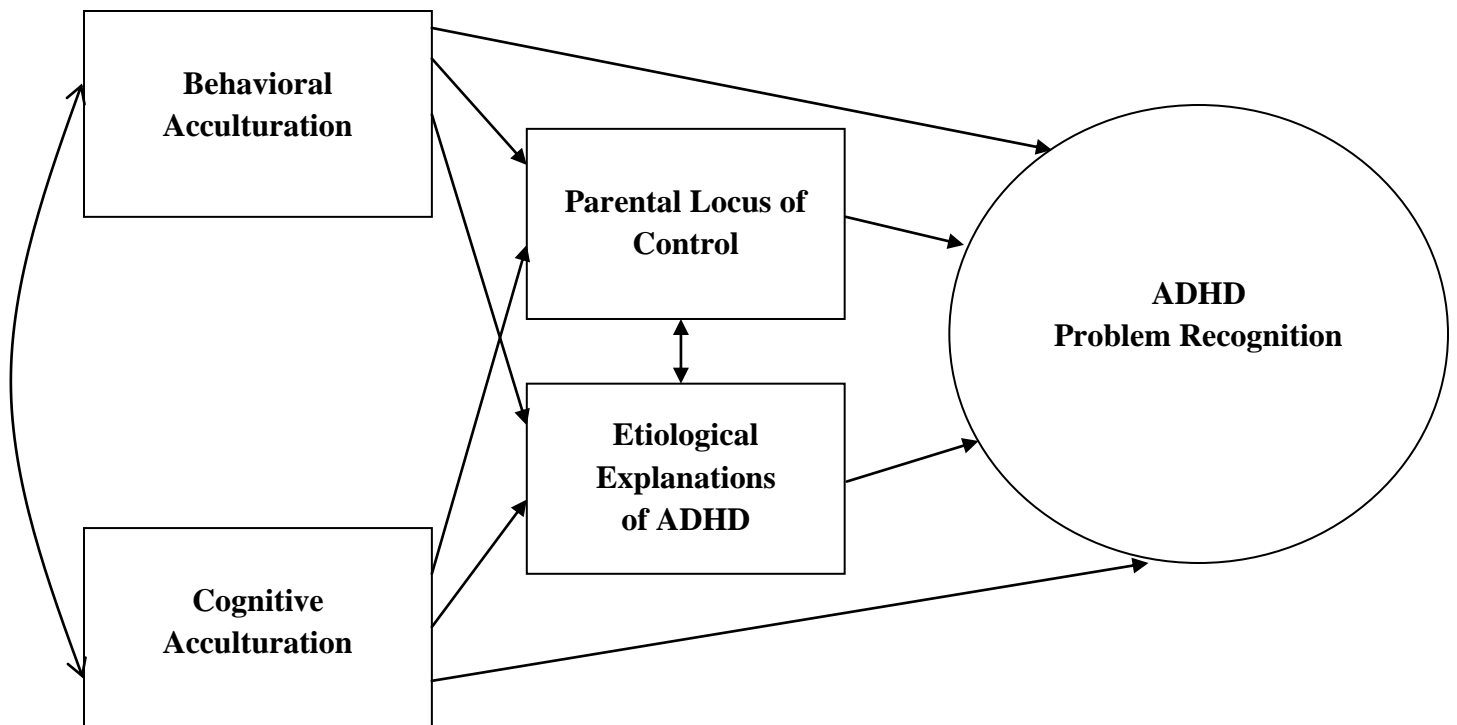 Behavioral
Acculturation
Parental Locus of
Control
ADHD
Problem Recognition
Etiological
Explanations
of ADHD
Cognitive
Acculturation